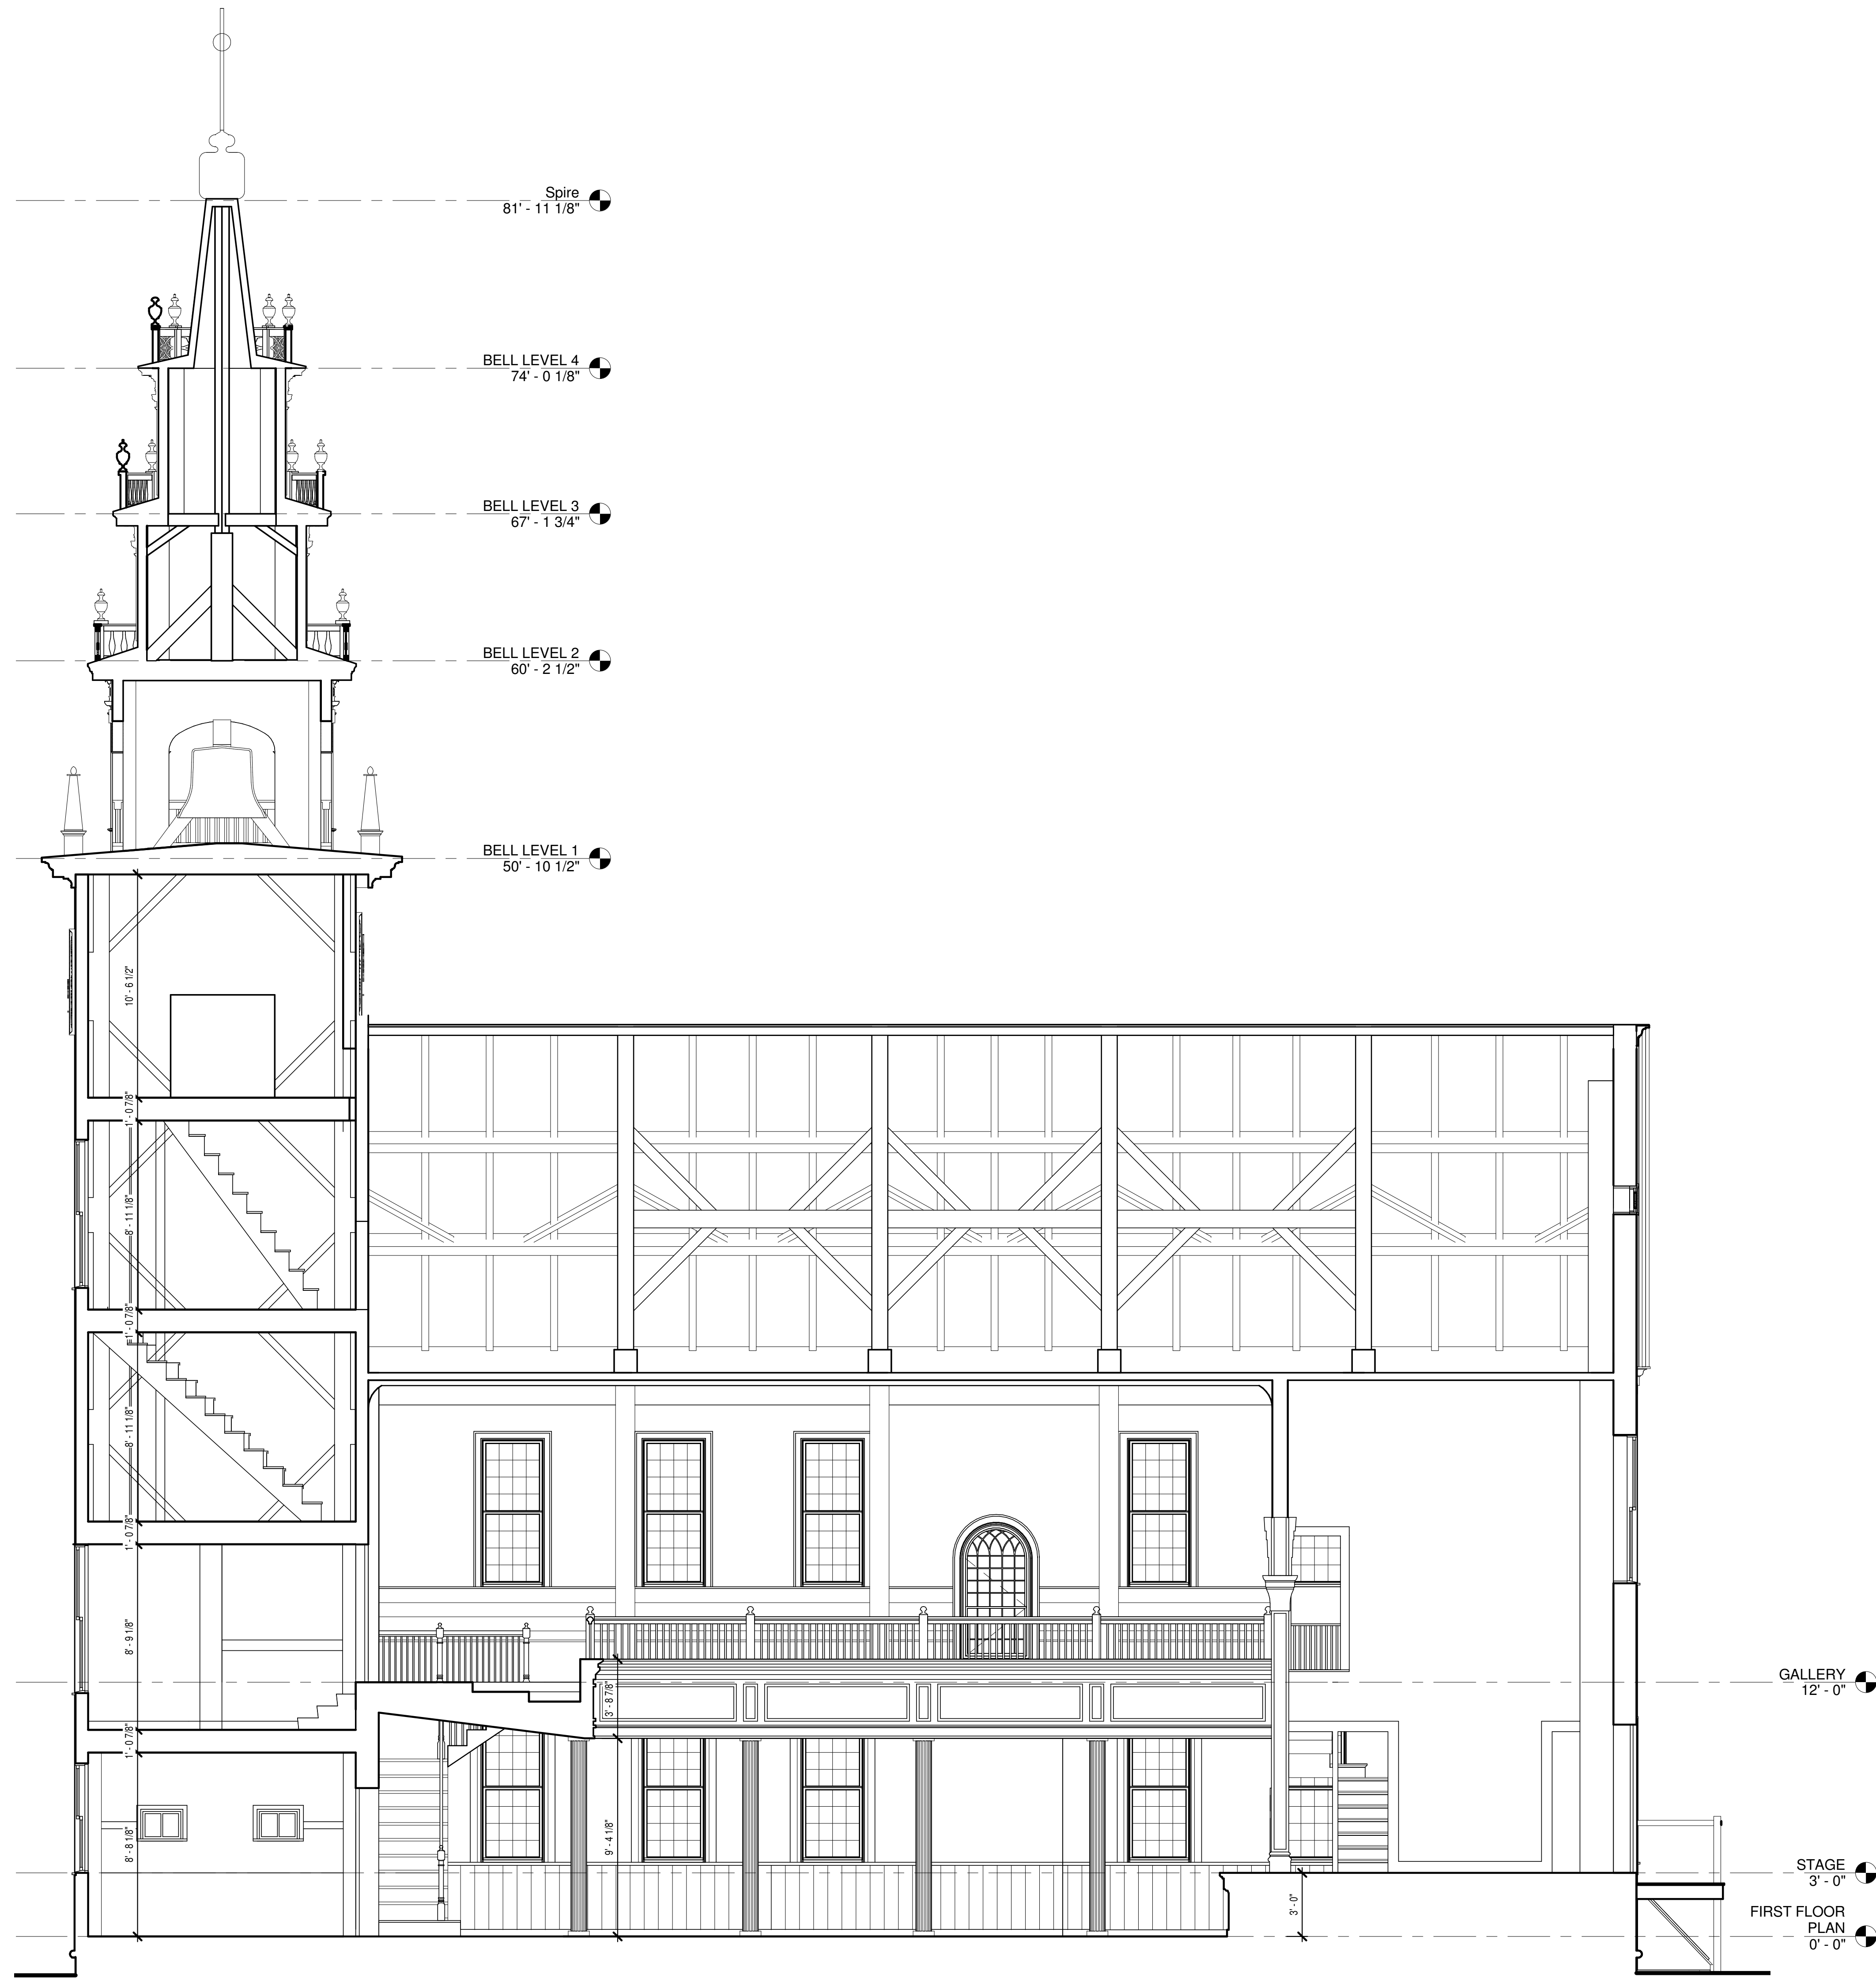 Spire
81' - 11 1/8"
BELL LEVEL 4
74' - 0 1/8"
BELL LEVEL 3
67' - 1 3/4"
BELL LEVEL 2
60' - 2 1/2"
BELL LEVEL 1
50' - 10 1/2"
10' - 6 1/2"
1' - 0 7/8"
8' - 11 1/8"
1' - 0 7/8"
8' - 11 1/8"
1' - 0 7/8"
8' - 9 1/8"
1' - 0 7/8"
8' - 8 1/8"
3' - 8 7/8"
9' - 4 1/8"
3' - 0"
GALLERY
12' - 0"
STAGE
3' - 0"
FIRST FLOOR
PLAN
0' - 0"